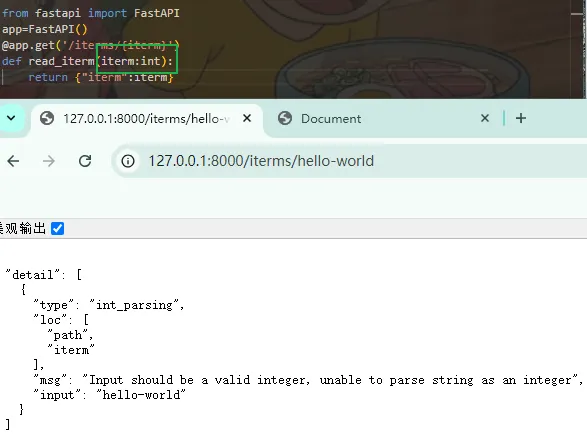 from fastapi import FastAPI
app=FastAPI()
@app.get('/iterms/{iterm}')
def read_iterm(iterm:int):
    return {"iterm":iterm}
127.0.0.1:8000/iterms/hello-w
Document
127.0.0.1:8000/iterms/hello-world
美观输出
"detail": [
  {
    "type": "int_parsing",
    "loc": [
      "path",
      "iterm"
    ],
    "msg": "Input should be a valid integer, unable to parse string as an integer",
    "input": "hello-world"
  }
]